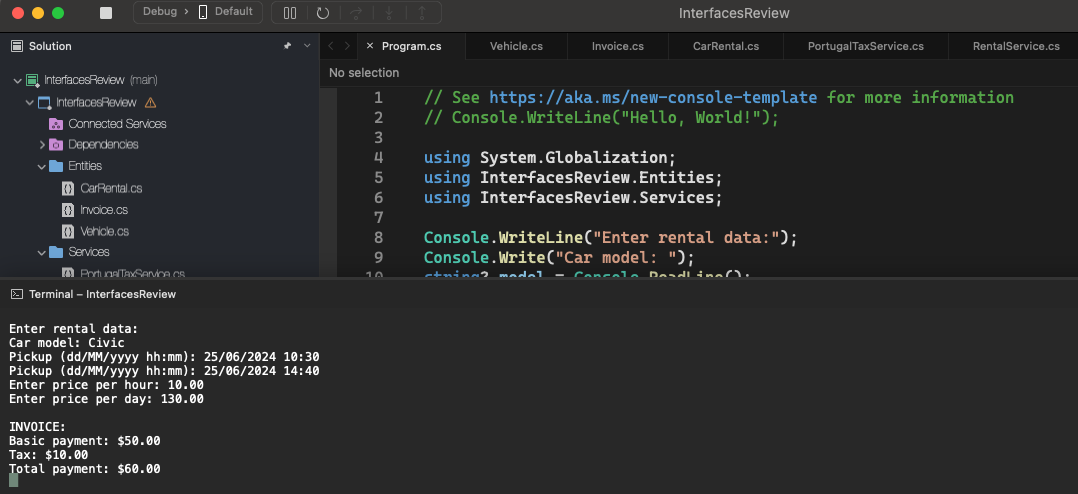 Debug › Default
InterfacesReview
Solution
InterfacesReview (main)
InterfacesReview
Connected Services
Dependencies
Entities
CarRental.cs
Invoice.cs
Vehicle.cs
Services
PortugalTaxService.cs
× Program.cs Vehicle.cs Invoice.cs CarRental.cs PortugalTaxService.cs RentalService.cs
No selection
1 // See https://aka.ms/new-console-template for more information
2 // Console.WriteLine("Hello, World!");
3
4 using System.Globalization;
5 using InterfacesReview.Entities;
6 using InterfacesReview.Services;
7
8 Console.WriteLine("Enter rental data:");
9 Console.Write("Car model: ");
10 string? model = Console.ReadLine();
Terminal – InterfacesReview
Enter rental data:
Car model: Civic
Pickup (dd/MM/yyyy hh:mm): 25/06/2024 10:30
Pickup (dd/MM/yyyy hh:mm): 25/06/2024 14:40
Enter price per hour: 10.00
Enter price per day: 130.00
INVOICE:
Basic payment: $50.00
Tax: $10.00
Total payment: $60.00